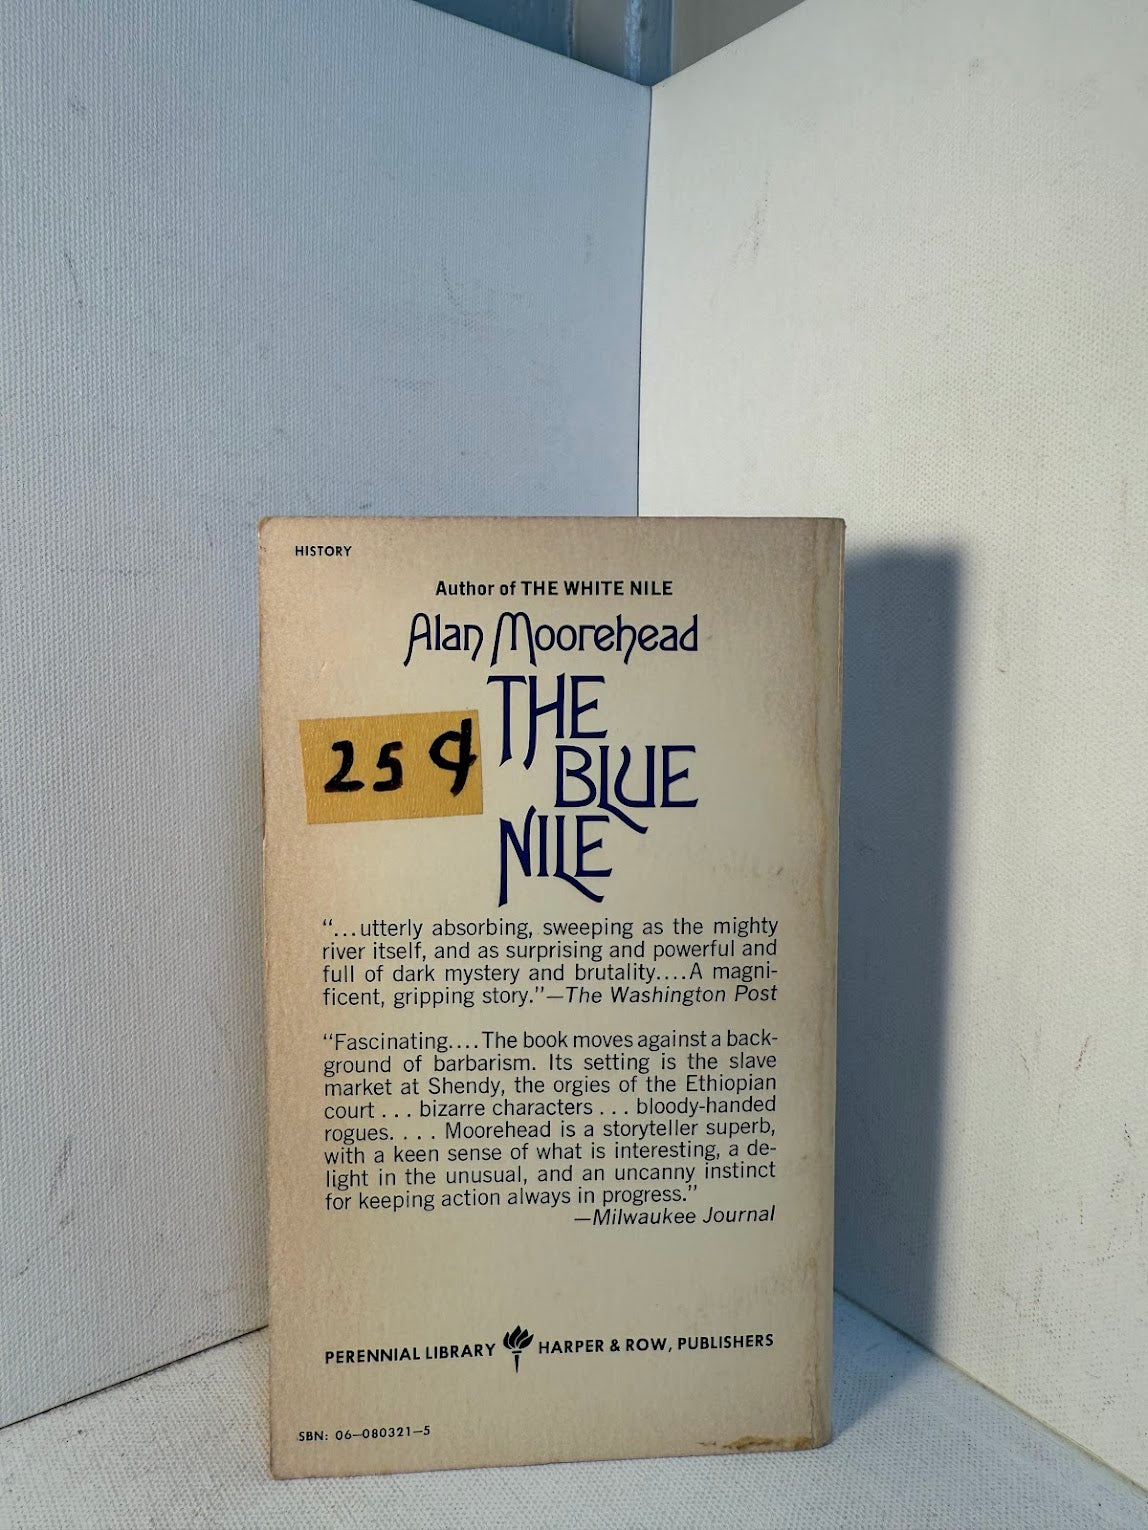 HISTORY
Author of THE WHITE NILE
Alan Moorehead
THE
BLUE
NILE
25¢
“...utterly absorbing, sweeping as the mighty
river itself, and as surprising and powerful and
full of dark mystery and brutality....A magni-
ficent, gripping story.”—The Washington Post
“Fascinating....The book moves against a back-
ground of barbarism. Its setting is the slave
market at Shendy, the orgies of the Ethiopian
court . . . bizarre characters . . . bloody-handed
rogues. . . . Moorehead is a storyteller superb,
with a keen sense of what is interesting, a de-
light in the unusual, and an uncanny instinct
for keeping action always in progress.”
—Milwaukee Journal
PERENNIAL LIBRARY HARPER & ROW, PUBLISHERS
SBN: 06—080321—5